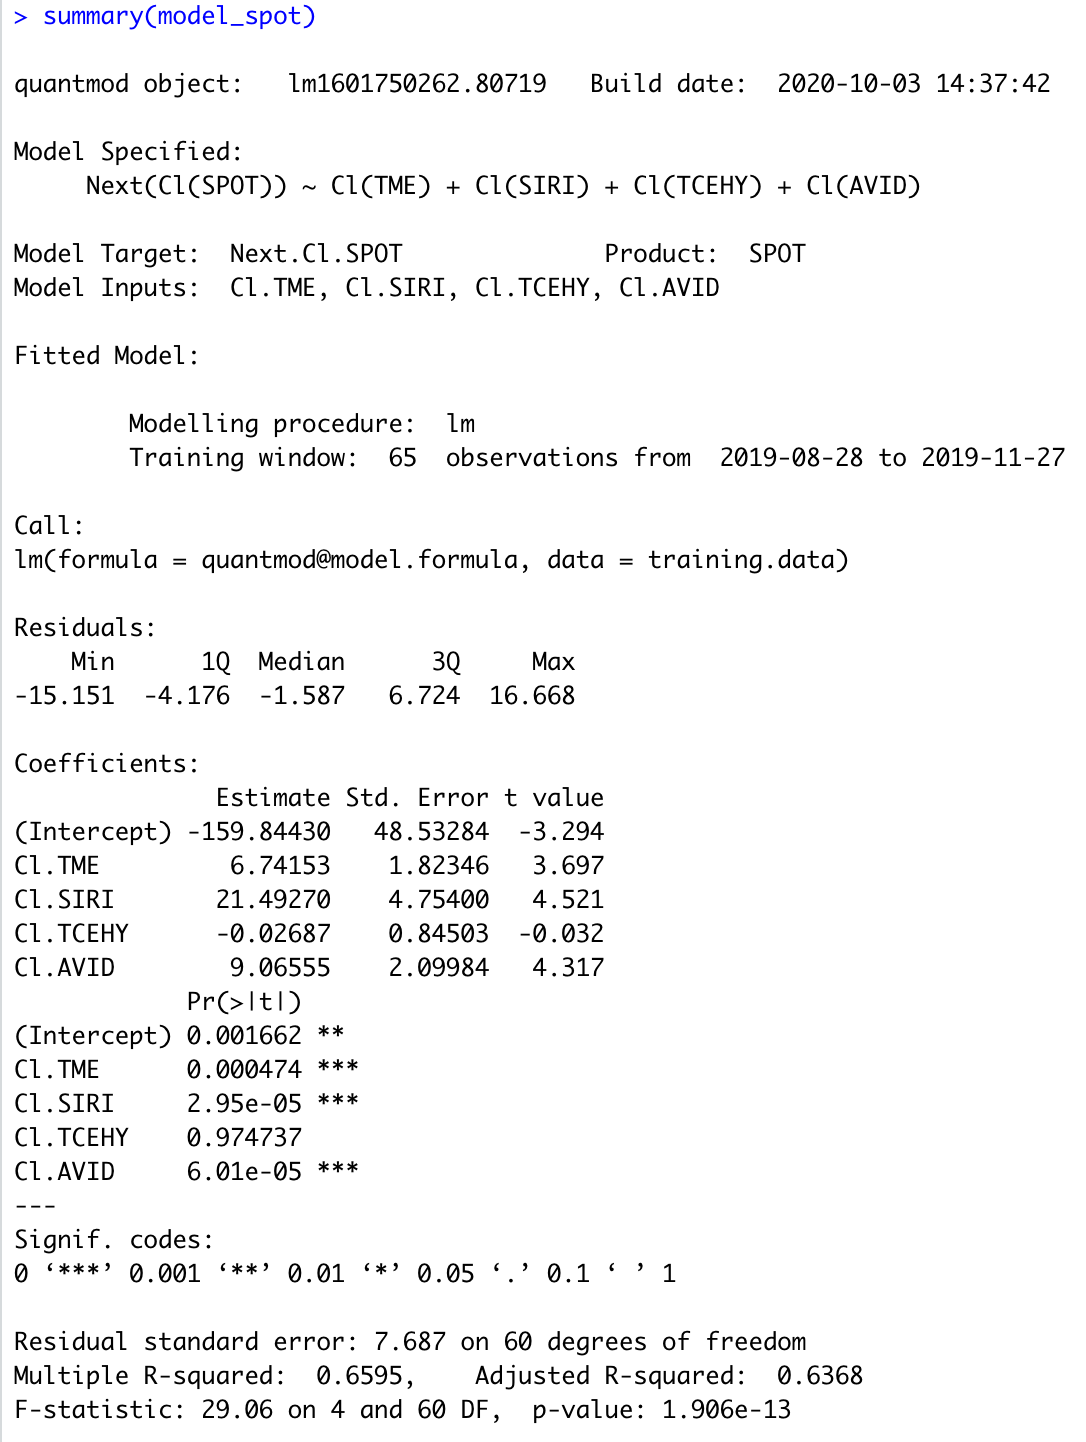 > summary(model_spot)
quantmod object:   lm1601750262.80719   Build date:  2020-10-03 14:37:42
Model Specified:
     Next(Cl(SPOT)) ~ Cl(TME) + Cl(SIRI) + Cl(TCEHY) + Cl(AVID)
Model Target:  Next.Cl.SPOT              Product:  SPOT
Model Inputs:  Cl.TME, Cl.SIRI, Cl.TCEHY, Cl.AVID
Fitted Model:
        Modelling procedure:  lm
        Training window:  65  observations from  2019-08-28 to 2019-11-27
Call:
lm(formula = quantmod@model.formula, data = training.data)
Residuals:
    Min      1Q  Median      3Q     Max
-15.151  -4.176  -1.587   6.724  16.668
Coefficients:
              Estimate Std. Error t value
(Intercept) -159.84430   48.53284  -3.294
Cl.TME         6.74153    1.82346   3.697
Cl.SIRI       21.49270    4.75400   4.521
Cl.TCEHY      -0.02687    0.84503  -0.032
Cl.AVID        9.06555    2.09984   4.317
            Pr(>|t|)
(Intercept) 0.001662 **
Cl.TME      0.000474 ***
Cl.SIRI     2.95e-05 ***
Cl.TCEHY    0.974737
Cl.AVID     6.01e-05 ***
---
Signif. codes:
0 ‘***’ 0.001 ‘**’ 0.01 ‘*’ 0.05 ‘.’ 0.1 ‘ ’ 1
Residual standard error: 7.687 on 60 degrees of freedom
Multiple R-squared:  0.6595,    Adjusted R-squared:  0.6368
F-statistic: 29.06 on 4 and 60 DF,  p-value: 1.906e-13